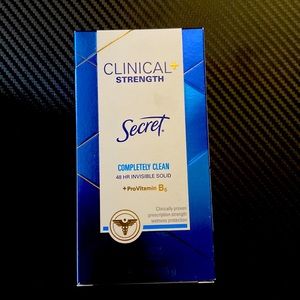 CLINICAL+
STRENGTH
Secret.
COMPLETELY CLEAN
48 HR INVISIBLE SOLID
+ProVitamin B5
Clinically proven
prescription strength
wetness protection